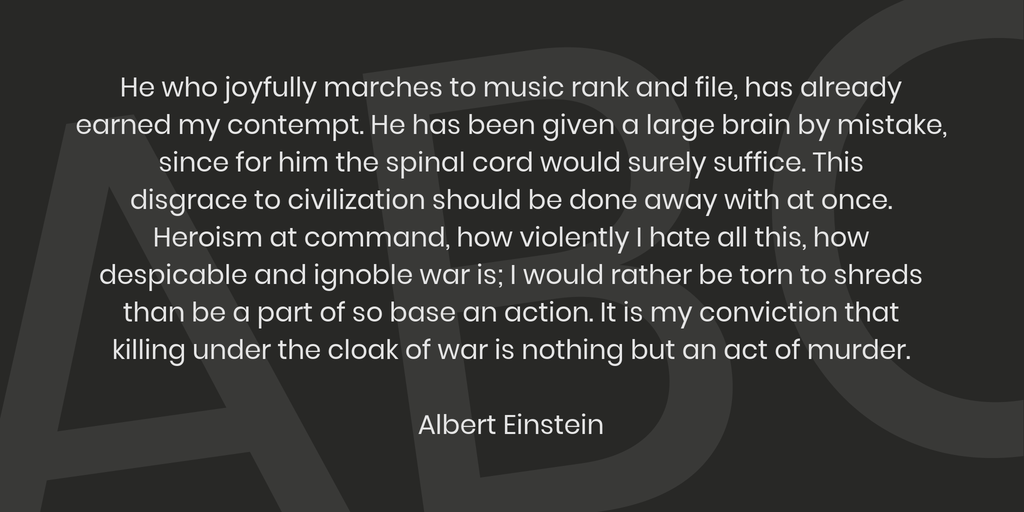 He who joyfully marches to music rank and file, has already
earned my contempt. He has been given a large brain by mistake,
since for him the spinal cord would surely suffice. This
disgrace to civilization should be done away with at once.
Heroism at command, how violently I hate all this, how
despicable and ignoble war is; I would rather be torn to shreds
than be a part of so base an action. It is my conviction that
killing under the cloak of war is nothing but an act of murder.
Albert Einstein
ABC